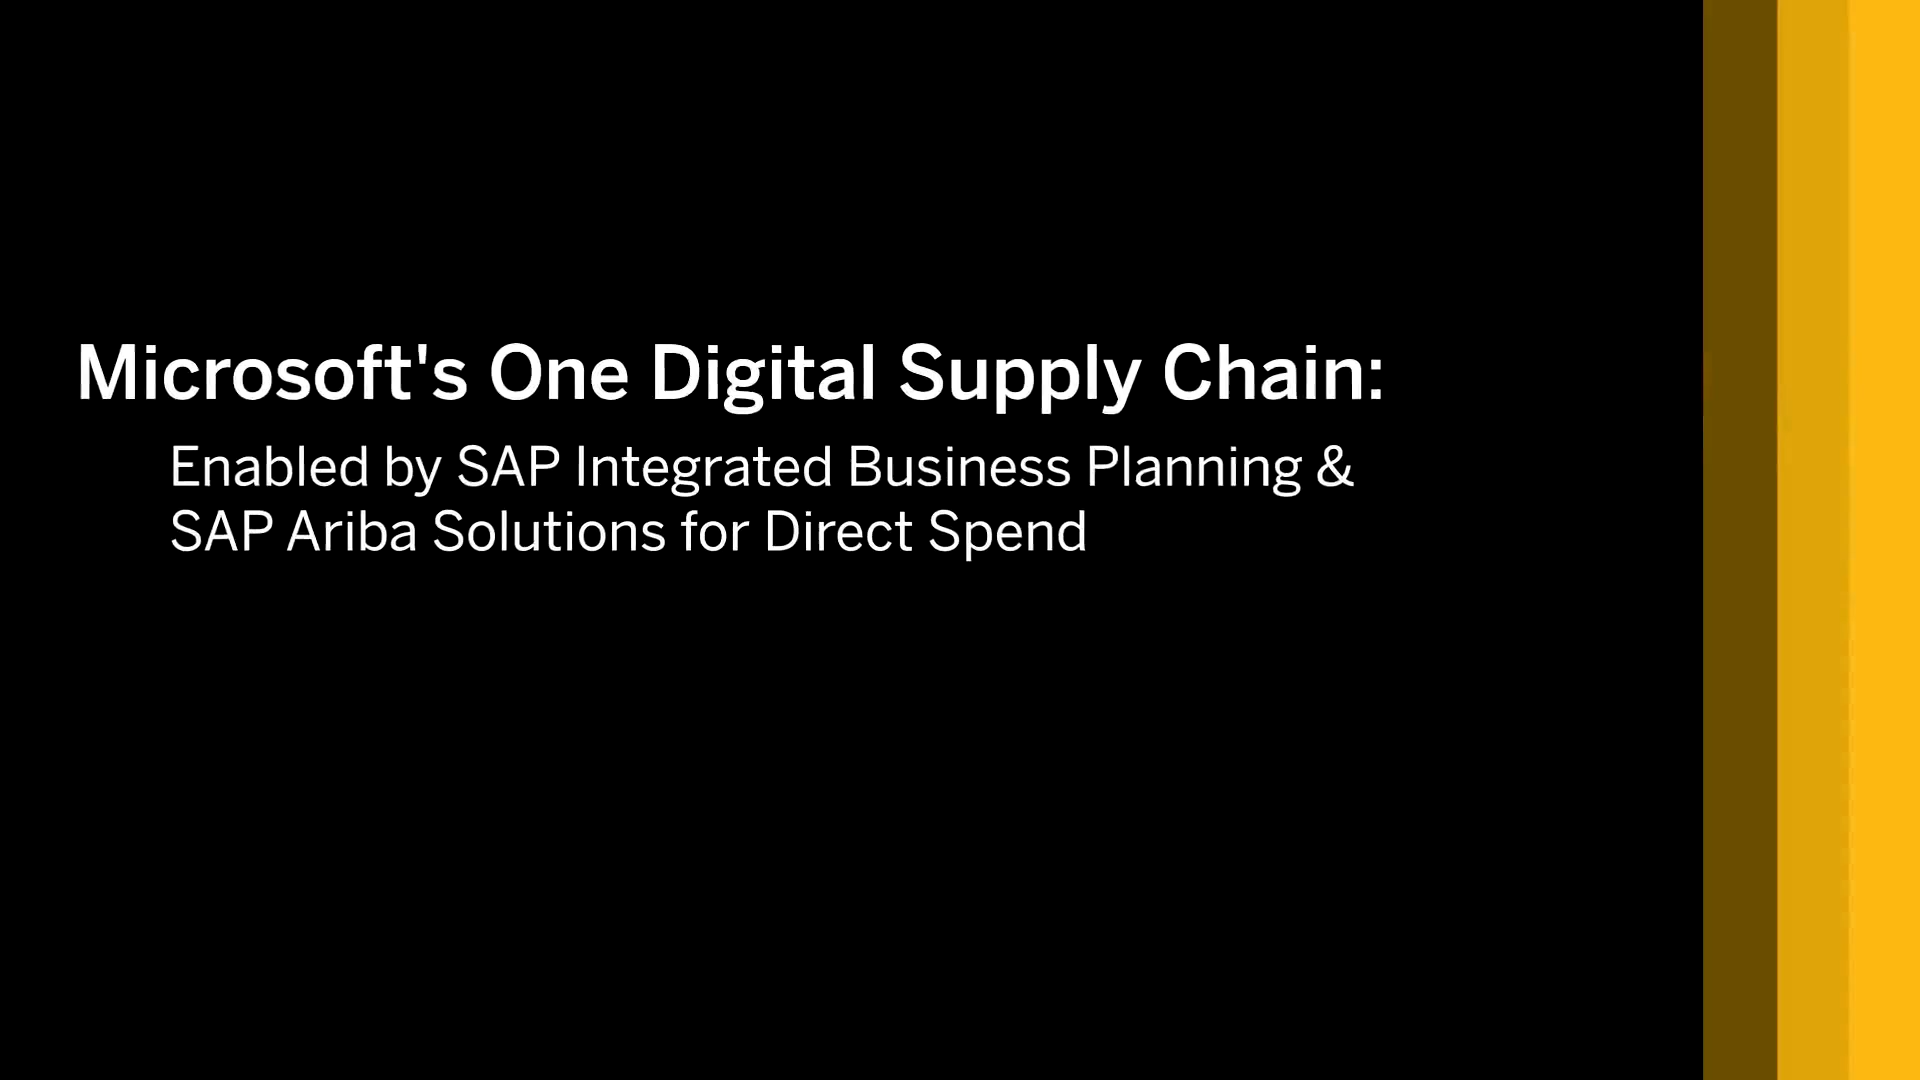 Microsoft's One Digital Supply Chain:
Enabled by SAP Integrated Business Planning &
SAP Ariba Solutions for Direct Spend